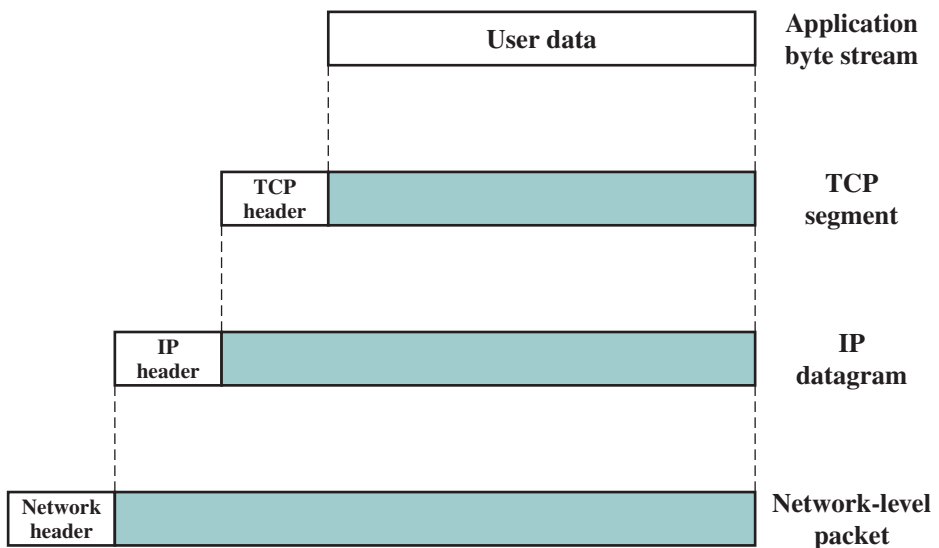 User data
Application
byte stream
TCP
header
TCP
segment
IP
header
IP
datagram
Network
header
Network-level
packet